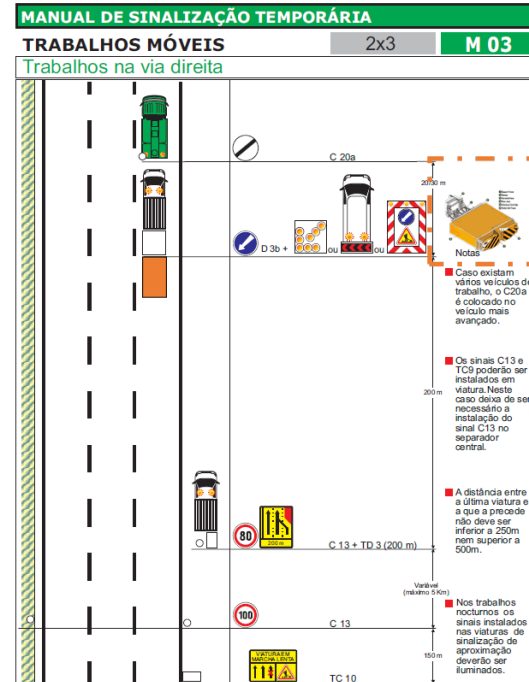 MANUAL DE SINALIZAÇÃO TEMPORÁRIA
TRABALHOS MÓVEIS 2x3 M 03
Trabalhos na via direita
C 20a
20/30 m
D 3b + ou ou
Notas
Caso existam
vários veículos de
trabalho, o C20a
é colocado no
veículo mais
avançado.
Os sinais C13 e
TC9 poderão ser
instalados em
viatura.Neste
caso deixa de ser
necessário a
instalação do
sinal C13 no
separador
central.
200 m
A distância entre
a última viatura e
a que a precede
não deve ser
inferior a 250m
nem superior a
500m.
80
200 m
C 13 + TD 3 (200 m)
Variável
(máximo 5 Km)
100
C 13
Nos trabalhos
nocturnos os
sinais instalados
nas viaturas de
sinalização de
aproximação
deverão ser
iluminados.
VIATURA EM
MARCHA LENTA
150 m
TC 10